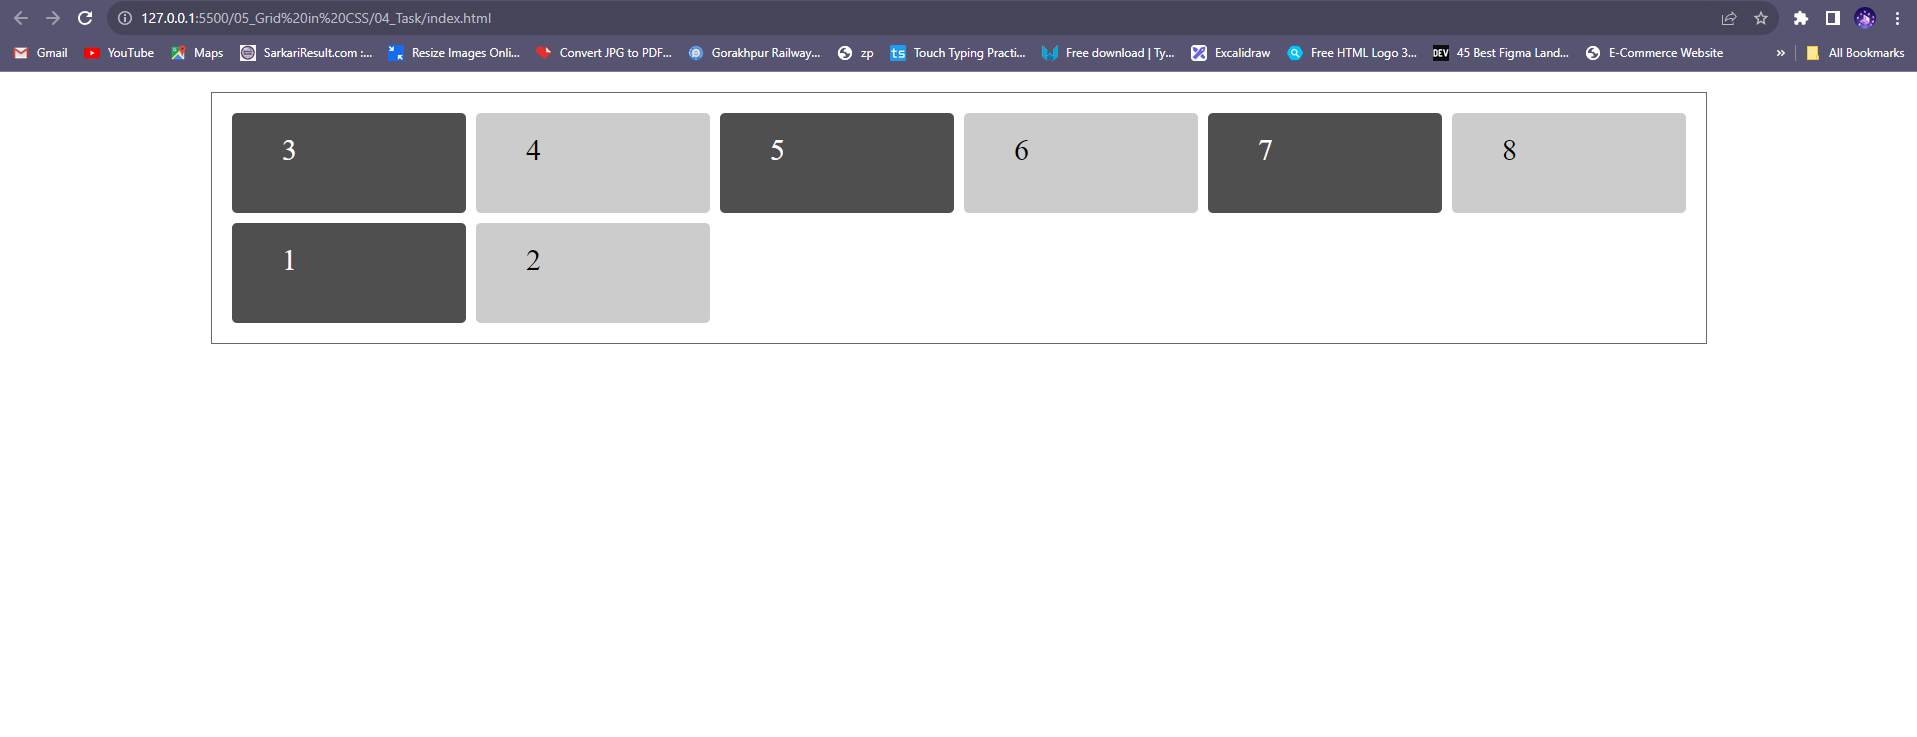 127.0.0.1:5500/05_Grid%20in%20CSS/04_Task/index.html
Gmail YouTube Maps SarkariResult.com :... Resize Images Onli... Convert JPG to PDF... Gorakhpur Railway... zp ts Touch Typing Practi... Free download | Ty... Excalidraw Free HTML Logo 3... DEV 45 Best Figma Land... E-Commerce Website » All Bookmarks
3 4 5 6 7 8
1 2